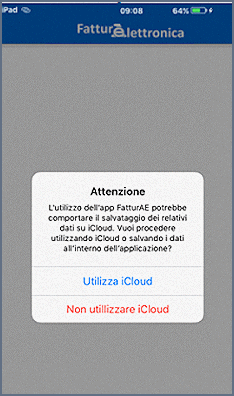 iPad 09:08 64%
FatturAElettronica
Attenzione
L'utilizzo dell'app FatturAE potrebbe
comportare il salvataggio dei relativi
dati su iCloud. Vuoi procedere
utilizzando iCloud o salvando i dati
all'interno dell'applicazione?
Utilizza iCloud
Non utilizzare iCloud